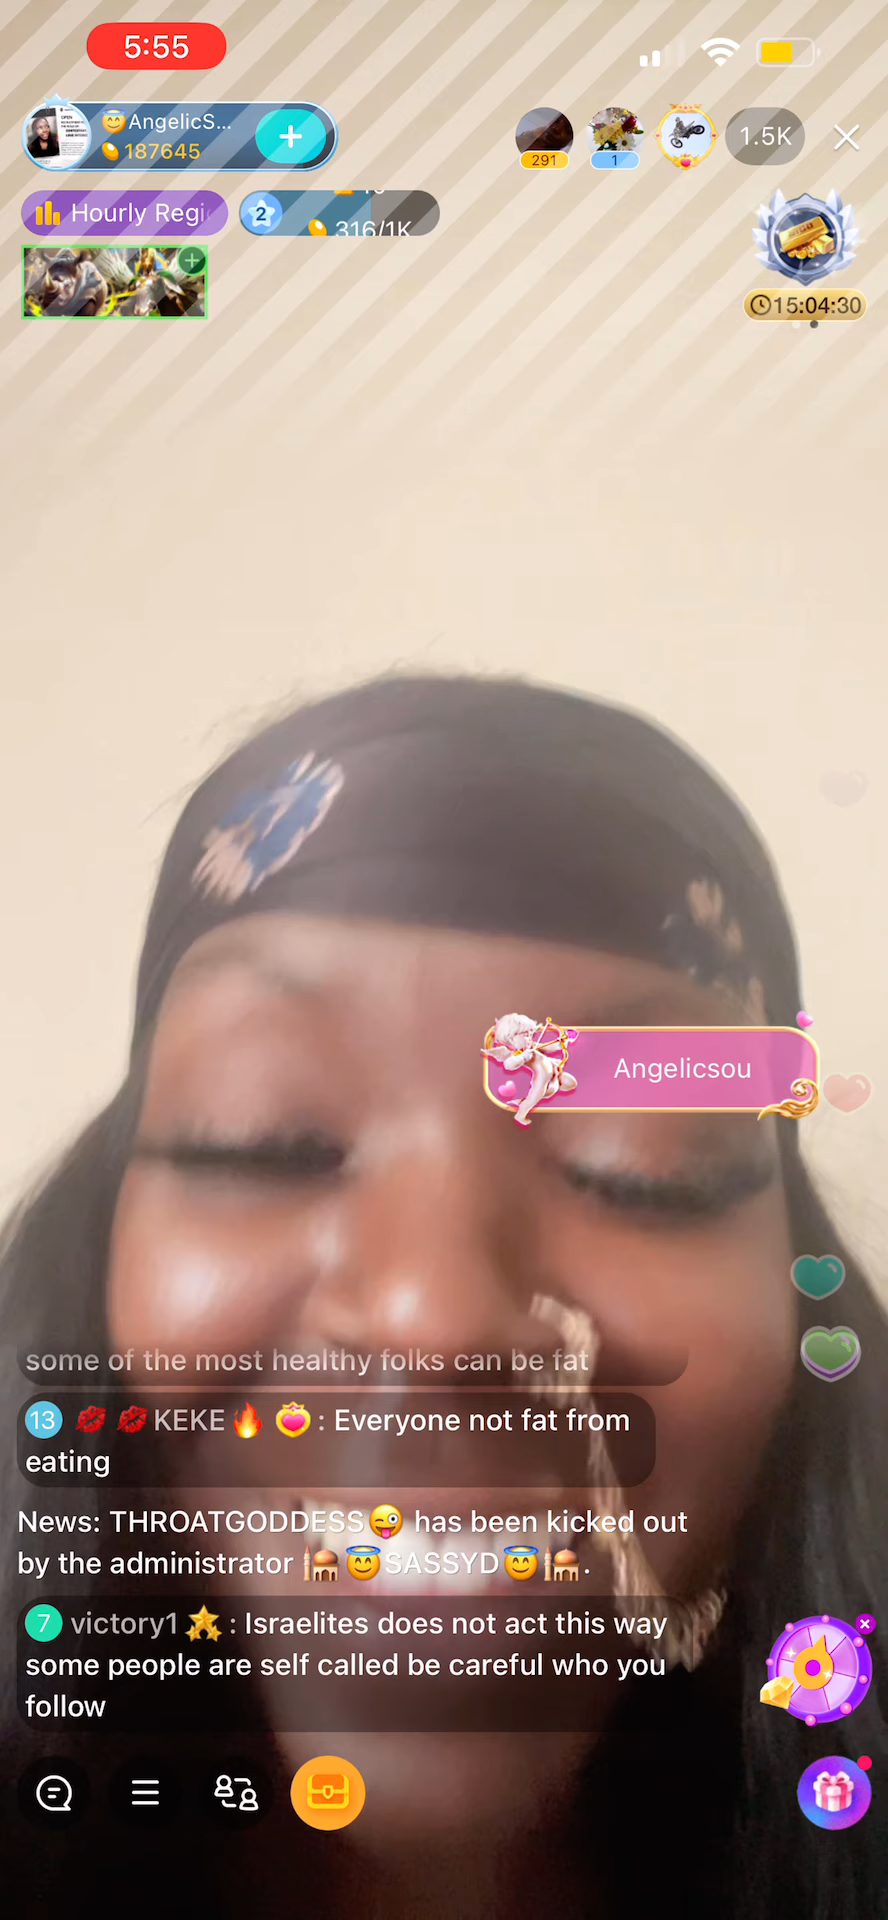 5:55
😇AngelicS...
187645
291
1
1.5K
Hourly Regi
2
316/1K
15:04:30
Angelicsou
some of the most healthy folks can be fat
13 💋 💋 KEKE🔥 : Everyone not fat from
eating
News: THROATGODDESS😜 has been kicked out
by the administrator 🕌😇SASSYD😇🕌.
7 victory1 : Israelites does not act this way
some people are self called be careful who you
follow